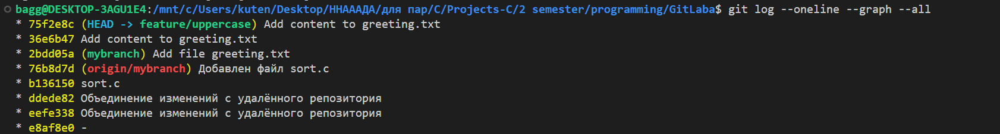 bagg@DESKTOP-3AGU1E4:/mnt/c/Users/kuten/Desktop/ННАААДА/для пар/C/Projects-C/2 semester/programming/GitLaba$ git log --oneline --graph --all
* 75f2e8c (HEAD -> feature/uppercase) Add content to greeting.txt
* 36e6b47 Add content to greeting.txt
* 2bdd05a (mybranch) Add file greeting.txt
* 76b8d7d (origin/mybranch) Добавлен файл sort.c
* b136150 sort.c
* ddede82 Объединение изменений с удалённого репозитория
* eefe338 Объединение изменений с удалённого репозитория
* e8af8e0 -